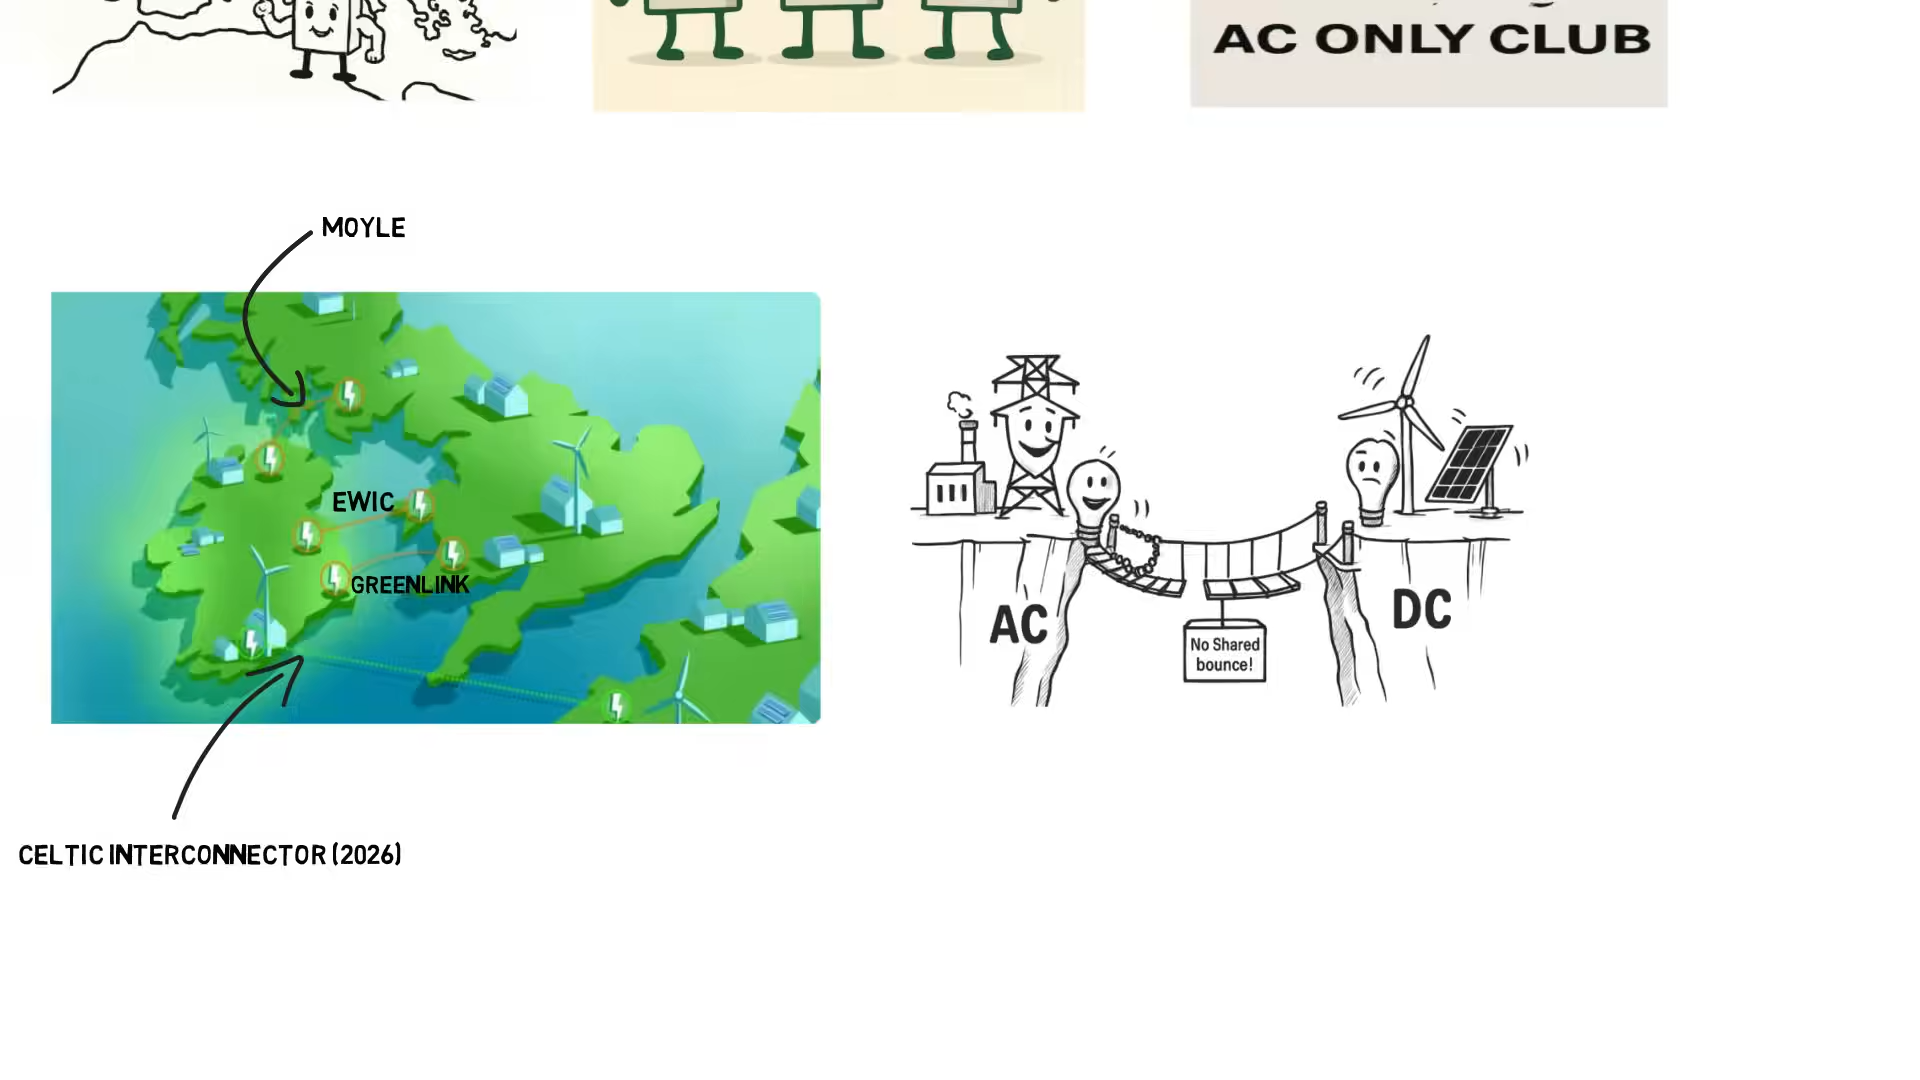 AC ONLY CLUB
MOYLE
EWIC
GREENLINK
CELTIC INTERCONNECTOR (2026)
AC
DC
No Shared
bounce!